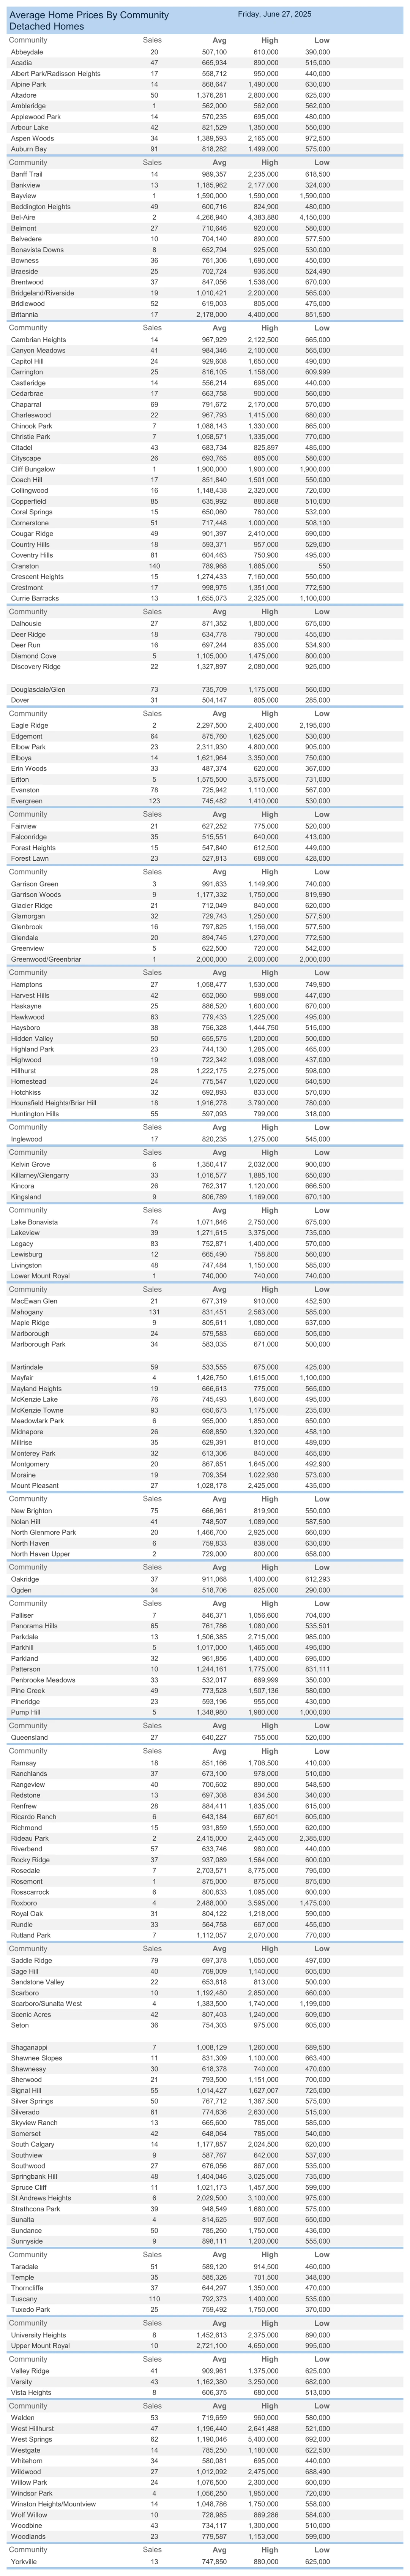 Average Home Prices By Community Friday, June 27, 2025
Detached Homes
Community Sales Avg High Low
Abbeydale 20 507,100 610,000 390,000
Acadia 47 665,934 890,000 515,000
Albert Park/Radisson Heights 17 558,712 950,000 440,000
Alpine Park 14 868,647 1,490,000 630,000
Altadore 50 1,376,281 2,800,000 625,000
Ambleridge 1 562,000 562,000 562,000
Applewood Park 14 570,235 695,000 480,000
Arbour Lake 42 821,529 1,350,000 550,000
Aspen Woods 34 1,389,593 2,165,000 972,500
Auburn Bay 91 818,282 1,499,000 575,000
Community Sales Avg High Low
Banff Trail 14 989,357 2,235,000 618,500
Bankview 13 1,185,962 2,177,000 324,000
Bayview 1 1,590,000 1,590,000 1,590,000
Beddington Heights 49 600,716 824,900 480,000
Bel-Aire 2 4,266,940 4,383,880 4,150,000
Belmont 27 710,646 920,000 580,000
Belvedere 10 704,140 890,000 577,500
Bonavista Downs 8 652,794 925,000 530,000
Bowness 36 761,306 1,690,000 450,000
Braeside 25 702,724 936,500 524,490
Brentwood 37 847,056 1,536,000 670,000
Bridgeland/Riverside 19 1,010,421 2,200,000 565,000
Bridlewood 52 619,003 805,000 475,000
Britannia 17 2,178,000 4,400,000 851,500
Community Sales Avg High Low
Cambrian Heights 14 967,929 2,122,500 665,000
Canyon Meadows 41 984,346 2,100,000 565,000
Capitol Hill 24 929,608 1,650,000 490,000
Carrington 25 816,105 1,158,000 609,999
Castleridge 14 556,214 695,000 440,000
Cedarbrae 17 663,758 900,000 560,000
Chaparral 69 791,672 2,170,000 570,000
Charleswood 22 967,793 1,415,000 680,000
Chinook Park 7 1,088,143 1,330,000 865,000
Christie Park 7 1,058,571 1,335,000 770,000
Citadel 43 683,734 825,897 485,000
Cityscape 26 693,765 885,000 580,000
Cliff Bungalow 1 1,900,000 1,900,000 1,900,000
Coach Hill 17 851,840 1,501,000 550,000
Collingwood 16 1,148,438 2,320,000 720,000
Copperfield 85 635,992 880,868 510,000
Coral Springs 15 650,060 760,000 532,000
Cornerstone 51 717,448 1,000,000 508,100
Cougar Ridge 49 901,397 2,410,000 690,000
Country Hills 18 593,371 957,000 529,000
Coventry Hills 81 604,463 750,900 495,000
Cranston 140 789,968 1,885,000 550
Crescent Heights 15 1,274,433 7,160,000 550,000
Crestmont 17 998,975 1,351,000 772,500
Currie Barracks 13 1,655,073 2,325,000 1,100,000
Community Sales Avg High Low
Dalhousie 27 871,352 1,800,000 675,000
Deer Ridge 18 634,778 790,000 455,000
Deer Run 16 697,244 835,000 534,900
Diamond Cove 5 1,105,000 1,475,000 800,000
Discovery Ridge 22 1,327,897 2,080,000 925,000
Douglasdale/Glen 73 735,709 1,175,000 560,000
Dover 31 504,147 805,000 285,000
Community Sales Avg High Low
Eagle Ridge 2 2,297,500 2,400,000 2,195,000
Edgemont 64 875,760 1,625,000 530,000
Elbow Park 23 2,311,930 4,800,000 905,000
Elboya 14 1,621,964 3,350,000 750,000
Erin Woods 33 487,374 620,000 367,000
Erlton 5 1,575,500 3,575,000 731,000
Evanston 78 725,942 1,110,000 567,000
Evergreen 123 745,482 1,410,000 530,000
Community Sales Avg High Low
Fairview 21 627,252 775,000 520,000
Falconridge 35 515,551 640,000 413,000
Forest Heights 15 547,840 612,500 449,000
Forest Lawn 23 527,813 688,000 428,000
Community Sales Avg High Low
Garrison Green 3 991,633 1,149,900 740,000
Garrison Woods 9 1,177,332 1,750,000 819,990
Glacier Ridge 21 712,049 840,000 620,000
Glamorgan 32 729,743 1,250,000 577,500
Glenbrook 16 797,825 1,156,000 577,500
Glendale 20 894,745 1,270,000 772,500
Greenview 5 622,500 720,000 542,000
Greenwood/Greenbriar 1 2,000,000 2,000,000 2,000,000
Community Sales Avg High Low
Hamptons 27 1,058,477 1,530,000 749,900
Harvest Hills 42 652,060 988,000 447,000
Haskayne 25 886,520 1,600,000 670,000
Hawkwood 63 779,433 1,225,000 495,000
Haysboro 38 756,328 1,444,750 515,000
Hidden Valley 50 655,575 1,200,000 500,000
Highland Park 23 744,130 1,285,000 465,000
Highwood 19 722,342 1,098,000 437,000
Hillhurst 28 1,222,175 2,275,000 598,000
Homestead 24 775,547 1,020,000 640,500
Hotchkiss 32 692,893 833,000 570,000
Hounsfield Heights/Briar Hill 18 1,916,278 3,790,000 780,000
Huntington Hills 55 597,093 799,000 318,000
Community Sales Avg High Low
Inglewood 17 820,235 1,275,000 545,000
Community Sales Avg High Low
Kelvin Grove 6 1,350,417 2,032,000 900,000
Killarney/Glengarry 33 1,016,577 1,885,100 650,000
Kincora 26 762,317 1,120,000 666,500
Kingsland 9 806,789 1,169,000 670,100
Community Sales Avg High Low
Lake Bonavista 74 1,071,846 2,750,000 675,000
Lakeview 39 1,271,615 3,375,000 735,000
Legacy 83 752,871 1,400,000 570,000
Lewisburg 12 665,490 758,800 560,000
Livingston 48 747,484 1,150,000 585,000
Lower Mount Royal 1 740,000 740,000 740,000
Community Sales Avg High Low
MacEwan Glen 21 677,319 910,000 452,500
Mahogany 131 831,451 2,563,000 585,000
Maple Ridge 9 805,611 1,080,000 637,000
Marlborough 24 579,583 660,000 505,000
Marlborough Park 34 583,035 671,000 500,000
Martindale 59 533,555 675,000 425,000
Mayfair 4 1,426,750 1,615,000 1,100,000
Mayland Heights 19 666,613 775,000 565,000
McKenzie Lake 76 745,493 1,640,000 495,000
McKenzie Towne 93 650,673 1,175,000 235,000
Meadowlark Park 6 955,000 1,850,000 650,000
Midnapore 26 698,850 1,320,000 458,100
Millrise 35 629,391 810,000 489,000
Monterey Park 32 613,306 840,000 465,000
Montgomery 20 867,651 1,645,000 492,900
Moraine 19 709,354 1,022,930 573,000
Mount Pleasant 27 1,028,178 2,425,000 435,000
Community Sales Avg High Low
New Brighton 75 666,961 819,900 550,000
Nolan Hill 41 748,507 1,089,000 587,500
North Glenmore Park 20 1,466,700 2,925,000 660,000
North Haven 6 759,833 838,000 630,000
North Haven Upper 2 729,000 800,000 658,000
Community Sales Avg High Low
Oakridge 37 911,068 1,400,000 612,293
Ogden 34 518,706 825,000 290,000
Community Sales Avg High Low
Palliser 7 846,371 1,056,600 704,000
Panorama Hills 65 761,786 1,080,000 535,501
Parkdale 13 1,506,385 2,715,000 985,000
Parkhill 5 1,017,000 1,465,000 495,000
Parkland 32 961,856 1,400,000 695,000
Patterson 10 1,244,161 1,775,000 831,111
Penbrooke Meadows 33 532,017 669,999 350,000
Pine Creek 49 773,528 1,507,136 580,000
Pineridge 23 593,196 955,000 430,000
Pump Hill 5 1,348,980 1,980,000 1,000,000
Community Sales Avg High Low
Queensland 27 640,227 755,000 520,000
Community Sales Avg High Low
Ramsay 18 851,166 1,706,500 410,000
Ranchlands 37 673,100 978,000 510,000
Rangeview 40 700,602 890,000 548,500
Redstone 13 697,308 834,500 340,000
Renfrew 28 884,411 1,835,000 615,000
Ricardo Ranch 6 643,184 667,601 605,000
Richmond 15 931,859 1,550,000 620,000
Rideau Park 2 2,415,000 2,445,000 2,385,000
Riverbend 57 633,746 980,000 440,000
Rocky Ridge 37 937,089 1,564,000 600,000
Rosedale 7 2,703,571 8,775,000 795,000
Rosemont 1 875,000 875,000 875,000
Rosscarrock 6 800,833 1,095,000 600,000
Roxboro 4 2,488,000 3,595,000 1,475,000
Royal Oak 31 804,122 1,218,000 590,000
Rundle 33 564,758 667,000 455,000
Rutland Park 7 1,112,057 2,070,000 770,000
Community Sales Avg High Low
Saddle Ridge 79 697,378 1,050,000 497,000
Sage Hill 40 769,009 1,140,000 605,000
Sandstone Valley 22 653,818 813,000 500,000
Scarboro 10 1,192,480 2,850,000 660,000
Scarboro/Sunalta West 4 1,383,500 1,740,000 1,199,000
Scenic Acres 42 807,403 1,240,000 609,000
Seton 36 754,303 975,000 605,000
Shaganappi 7 1,008,129 1,260,000 689,500
Shawnee Slopes 11 831,309 1,100,000 663,400
Shawnessy 30 618,378 740,000 470,000
Sherwood 21 793,500 1,151,000 700,000
Signal Hill 55 1,014,427 1,627,007 725,000
Silver Springs 50 767,712 1,367,500 575,000
Silverado 61 774,836 2,630,000 515,000
Skyview Ranch 13 665,600 785,000 585,000
Somerset 42 648,064 785,000 540,000
South Calgary 14 1,177,857 2,024,500 620,000
Southview 9 587,767 642,000 537,000
Southwood 27 676,056 867,000 535,000
Springbank Hill 48 1,404,046 3,025,000 735,000
Spruce Cliff 11 1,021,173 1,457,500 599,000
St Andrews Heights 6 2,029,500 3,100,000 975,000
Strathcona Park 39 948,549 1,680,000 575,000
Sunalta 4 814,625 907,500 650,000
Sundance 50 785,260 1,750,000 436,000
Sunnyside 9 898,111 1,200,000 555,000
Community Sales Avg High Low
Taradale 51 589,120 914,500 460,000
Temple 35 585,326 701,500 348,000
Thorncliffe 37 644,297 1,350,000 470,000
Tuscany 110 792,373 1,400,000 535,000
Tuxedo Park 25 759,492 1,750,000 370,000
Community Sales Avg High Low
University Heights 8 1,452,613 2,375,000 890,000
Upper Mount Royal 10 2,721,100 4,650,000 995,000
Community Sales Avg High Low
Valley Ridge 41 909,961 1,375,000 625,000
Varsity 43 1,162,380 3,250,000 682,000
Vista Heights 8 606,375 680,000 513,000
Community Sales Avg High Low
Walden 53 719,659 960,000 580,000
West Hillhurst 47 1,196,440 2,641,488 521,000
West Springs 62 1,190,046 5,400,000 692,000
Westgate 14 785,250 1,180,000 622,500
Whitehorn 34 580,081 695,000 440,000
Wildwood 27 1,012,092 2,475,000 688,490
Willow Park 24 1,076,500 2,300,000 600,000
Windsor Park 4 1,056,250 1,950,000 720,000
Winston Heights/Mountview 14 1,048,786 1,750,000 558,000
Wolf Willow 10 728,985 869,286 584,000
Woodbine 43 734,117 1,300,000 510,000
Woodlands 23 779,587 1,153,000 599,000
Community Sales Avg High Low
Yorkville 13 747,850 880,000 625,000